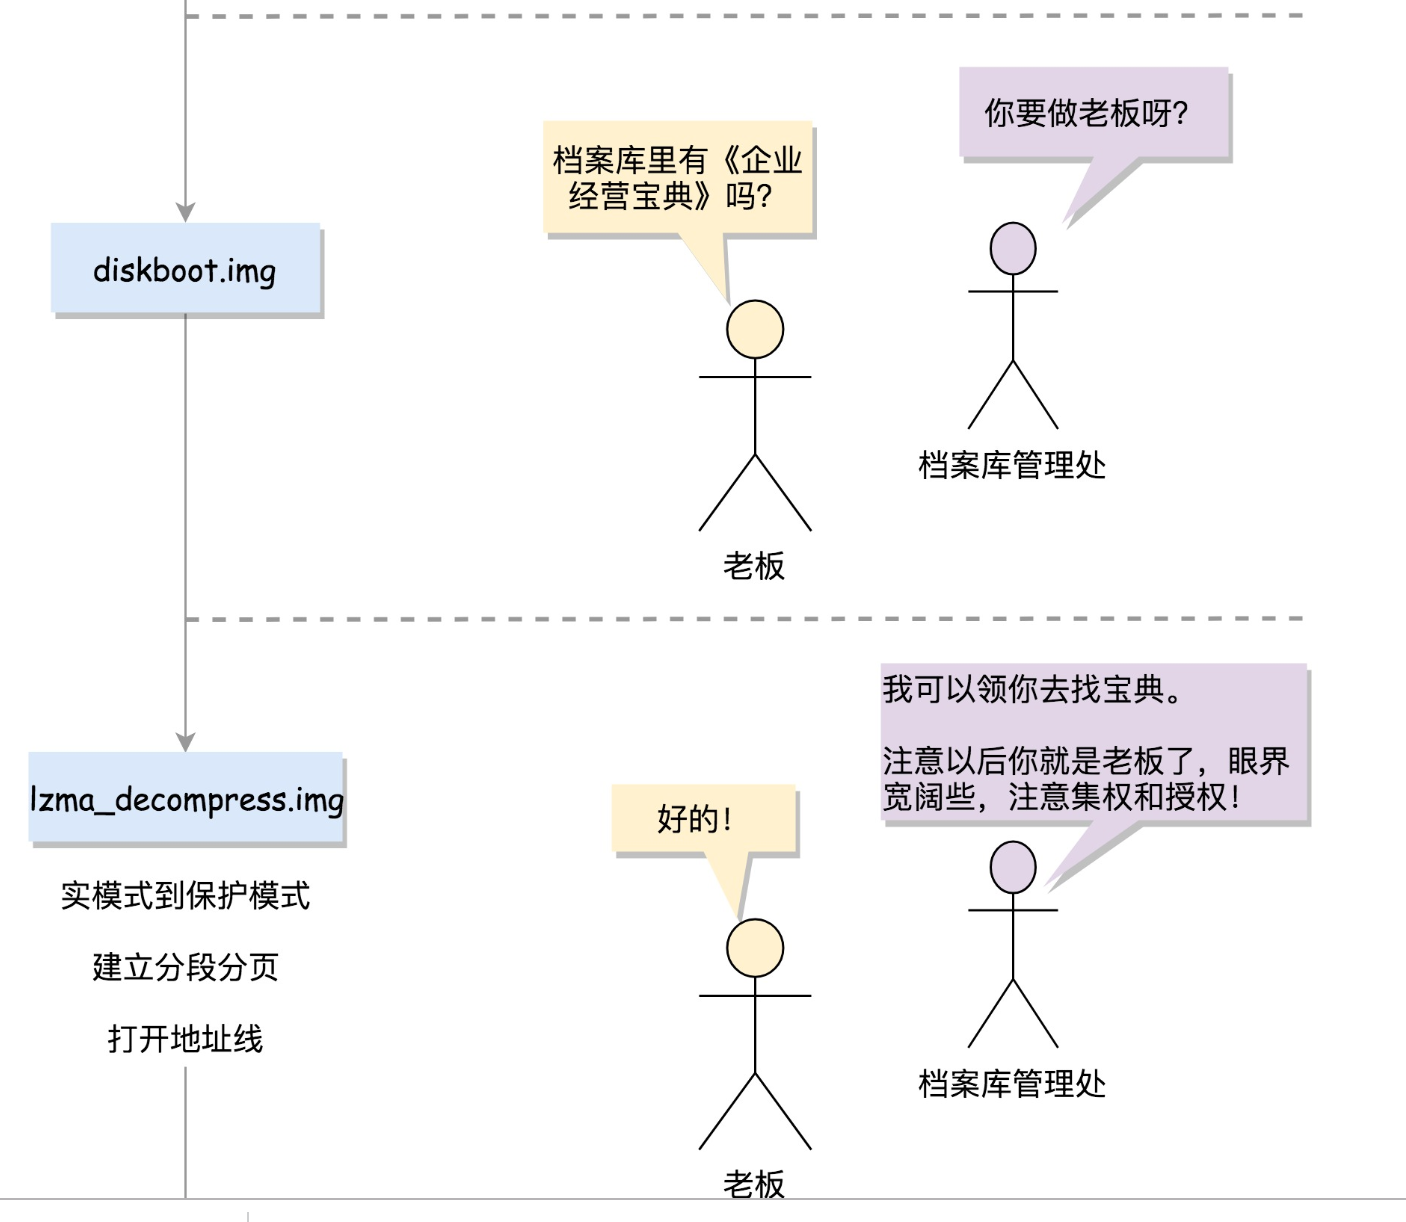 你要做老板呀?
档案库里有《企业
经营宝典》吗?
diskboot.img
档案库管理处
老板
我可以领你去找宝典。
注意以后你就是老板了，眼界
宽阔些，注意集权和授权!
好的!
lzma_decompress.img
实模式到保护模式
建立分段分页
打开地址线
档案库管理处
老板